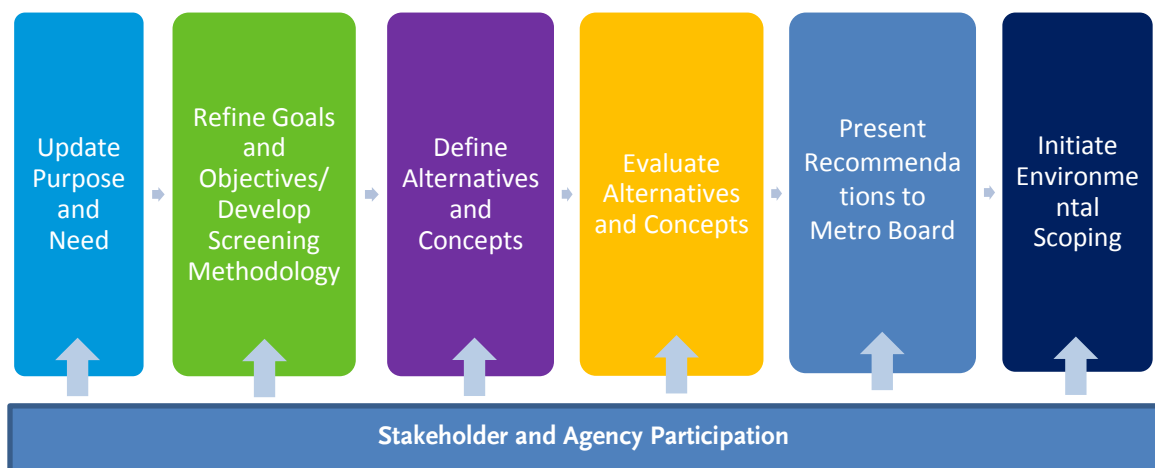 Update
Purpose
and
Need
Refine Goals
and
Objectives/
Develop
Screening
Methodology
Define
Alternatives
and
Concepts
Evaluate
Alternatives
and Concepts
Present
Recommenda
tions to
Metro Board
Initiate
Environme
ntal
Scoping
Stakeholder and Agency Participation